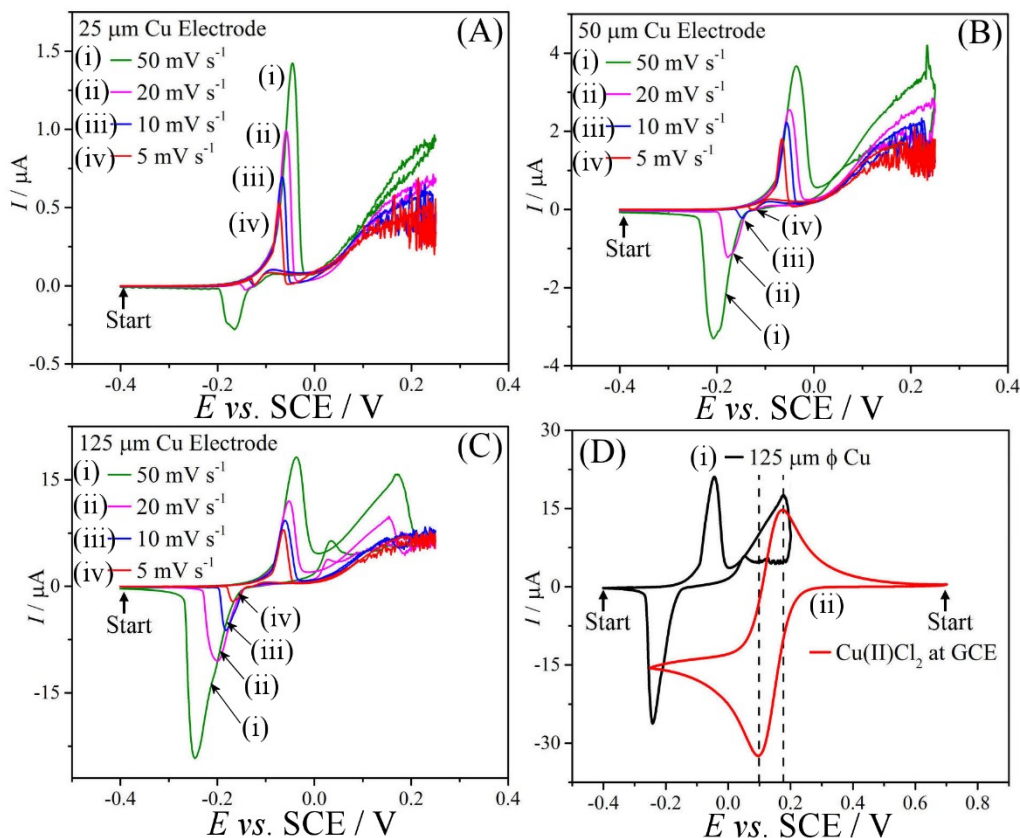 25 μm Cu Electrode
(A)
(i) 50 mV s⁻¹
(ii) 20 mV s⁻¹
(iii) 10 mV s⁻¹
(iv) 5 mV s⁻¹
(i)
(ii)
(iii)
(iv)
Start
1.5
1.0
0.5
0.0
-0.5
I / μA
-0.4 -0.2 0.0 0.2 0.4
E vs. SCE / V
50 μm Cu Electrode
(B)
(i) 50 mV s⁻¹
(ii) 20 mV s⁻¹
(iii) 10 mV s⁻¹
(iv) 5 mV s⁻¹
(iv)
(iii)
(ii)
(i)
Start
4
2
0
-2
-4
I / μA
-0.4 -0.2 0.0 0.2 0.4
E vs. SCE / V
125 μm Cu Electrode
(C)
(i) 50 mV s⁻¹
(ii) 20 mV s⁻¹
(iii) 10 mV s⁻¹
(iv) 5 mV s⁻¹
(iv)
(iii)
(ii)
(i)
Start
15
0
-15
I / μA
-0.4 -0.2 0.0 0.2 0.4
E vs. SCE / V
(D)
(i) 125 μm ϕ Cu
(ii)
Cu(II)Cl₂ at GCE
Start
Start
30
15
0
-15
-30
I / μA
-0.4 -0.2 0.0 0.2 0.4 0.6 0.8
E vs. SCE / V